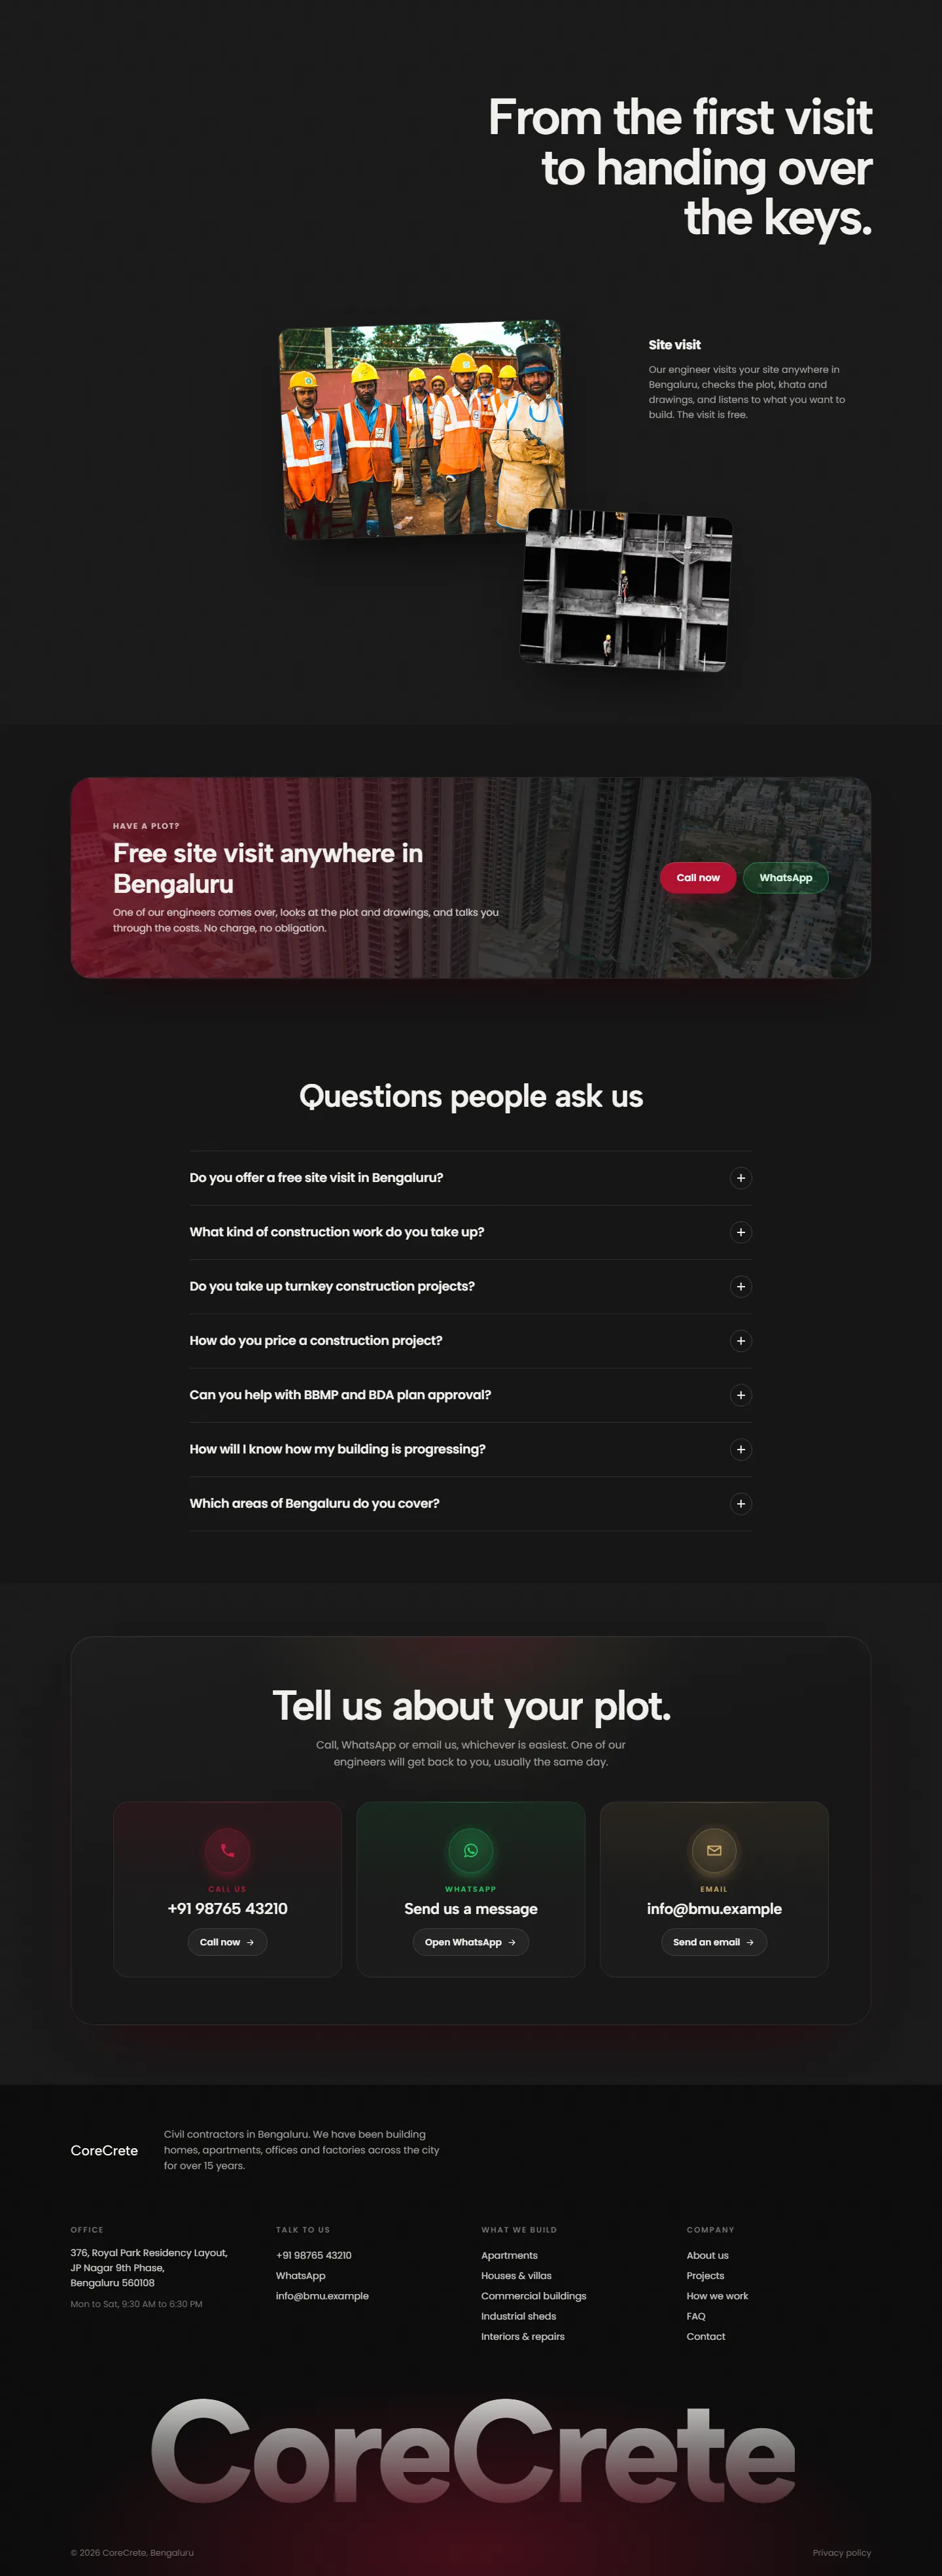 From the first visit
to handing over
the keys.
Site visit
Our engineer visits your site anywhere in
Bengaluru, checks the plot, khata and
drawings, and listens to what you want to
build. The visit is free.
HAVE A PLOT?
Free site visit anywhere in
Bengaluru
One of our engineers comes over, looks at the plot and drawings, and talks you
through the costs. No charge, no obligation.
Call now
WhatsApp
Questions people ask us
Do you offer a free site visit in Bengaluru?
What kind of construction work do you take up?
Do you take up turnkey construction projects?
How do you price a construction project?
Can you help with BBMP and BDA plan approval?
How will I know how my building is progressing?
Which areas of Bengaluru do you cover?
Tell us about your plot.
Call, WhatsApp or email us, whichever is easiest. One of our
engineers will get back to you, usually the same day.
CALL US
+91 98765 43210
Call now →
WHATSAPP
Send us a message
Open WhatsApp →
EMAIL
info@bmu.example
Send an email →
CoreCrete
Civil contractors in Bengaluru. We have been building
homes, apartments, offices and factories across the city
for over 15 years.
OFFICE
376, Royal Park Residency Layout,
JP Nagar 9th Phase,
Bengaluru 560108
Mon to Sat, 9:30 AM to 6:30 PM
TALK TO US
+91 98765 43210
WhatsApp
info@bmu.example
WHAT WE BUILD
Apartments
Houses & villas
Commercial buildings
Industrial sheds
Interiors & repairs
COMPANY
About us
Projects
How we work
FAQ
Contact
CoreCrete
© 2026 CoreCrete, Bengaluru
Privacy policy